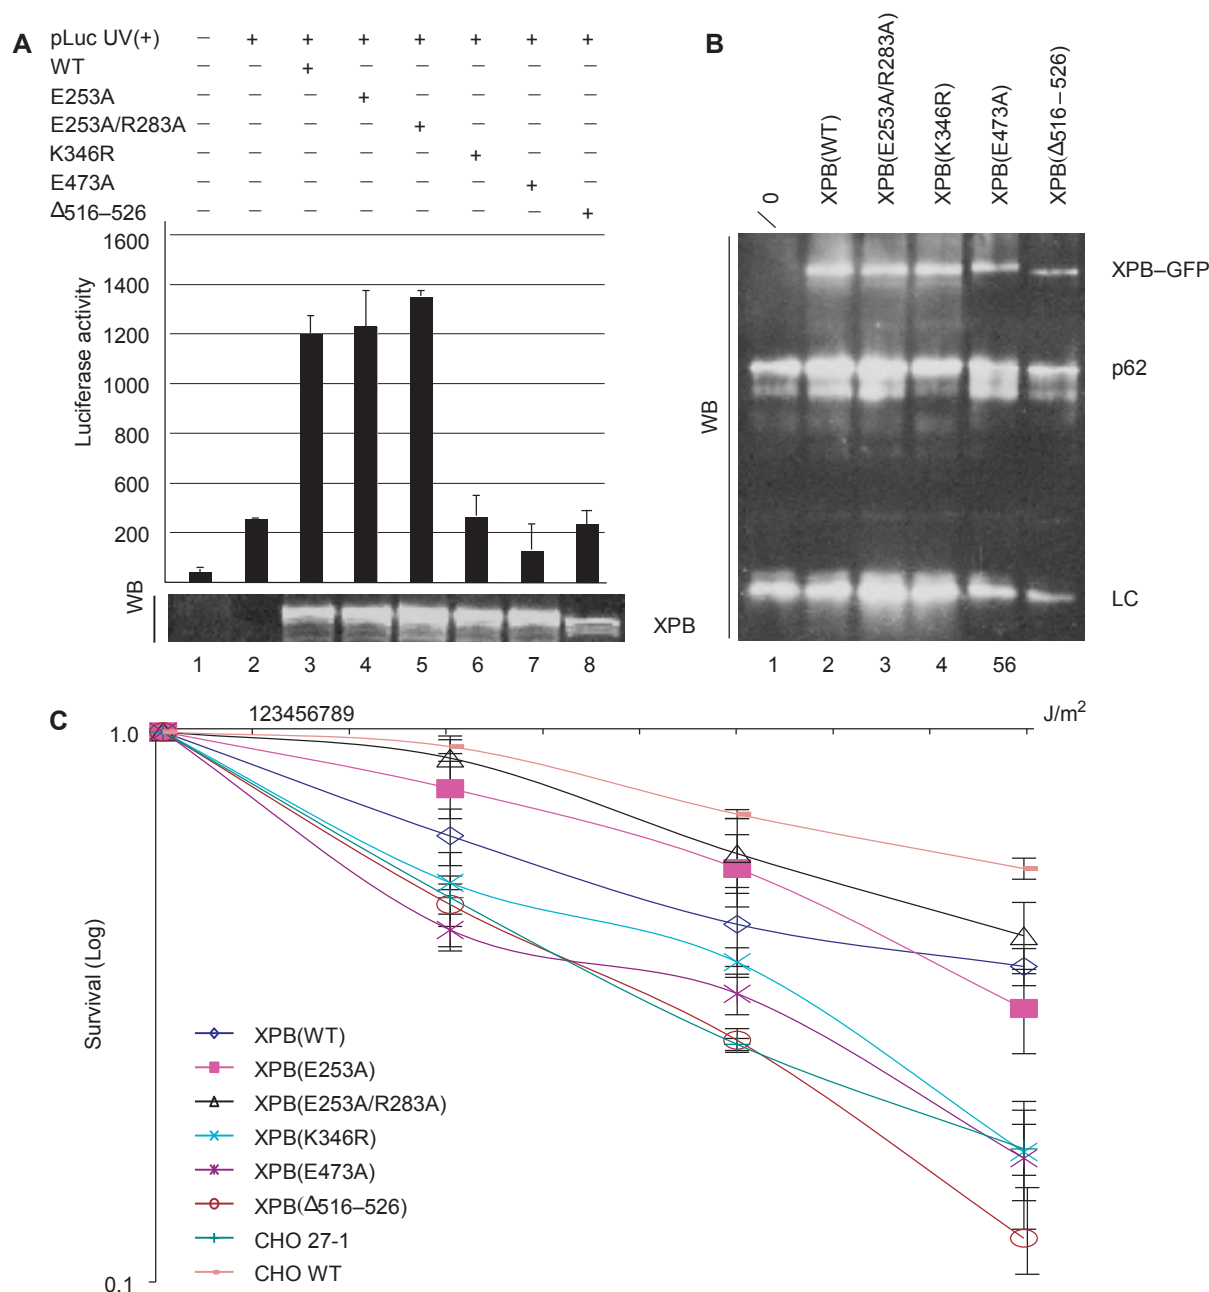 A
pLuc UV(+) – + + + + + + +
WT – – + – – – – –
E253A – – – + – – – –
E253A/R283A – – – – + – – –
K346R – – – – – + – –
E473A – – – – – – + –
Δ516–526 – – – – – – – +
1600
1400
1200
1000
800
600
400
200
Luciferase activity
WB
XPB
1 2 3 4 5 6 7 8
B
/ 0
XPB(WT)
XPB(E253A/R283A)
XPB(K346R)
XPB(E473A)
XPB(Δ516–526)
XPB–GFP
p62
LC
WB
1 2 3 4 56
C
123456789
J/m²
1.0
0.1
Survival (Log)
XPB(WT)
XPB(E253A)
XPB(E253A/R283A)
XPB(K346R)
XPB(E473A)
XPB(Δ516–526)
CHO 27-1
CHO WT